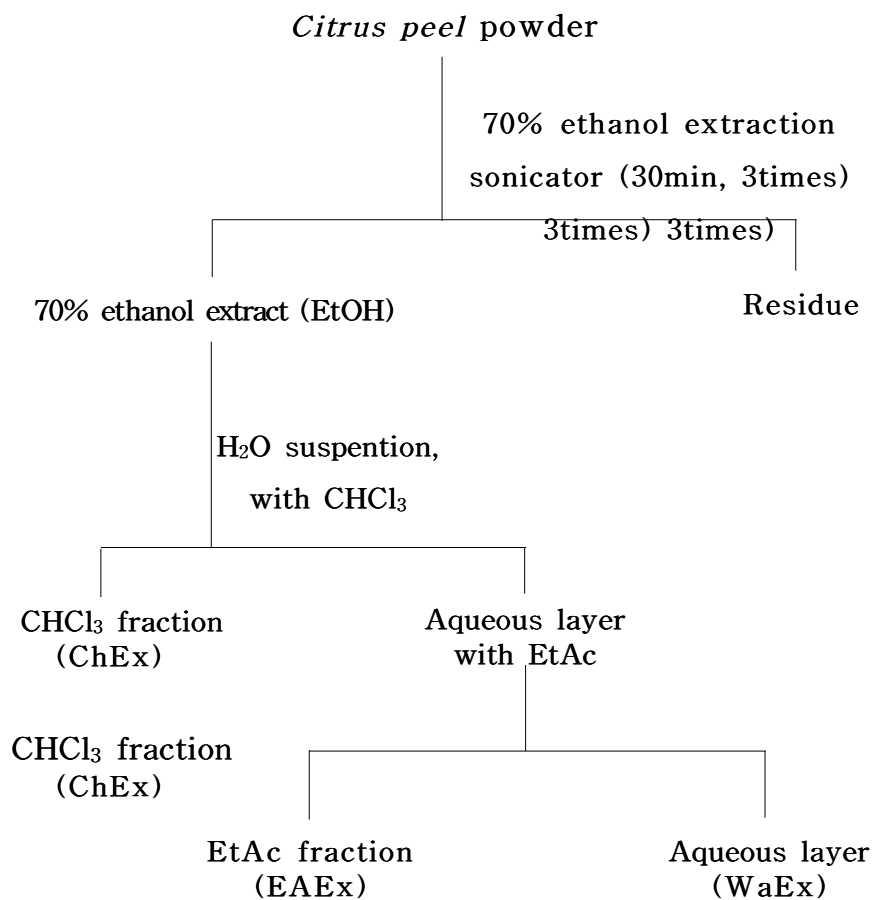 Citrus peel powder
70% ethanol extraction
sonicator (30min, 3times)
3times) 3times)
70% ethanol extract (EtOH)
Residue
H₂O suspention,
with CHCl₃
CHCl₃ fraction
(ChEx)
Aqueous layer
with EtAc
CHCl₃ fraction
(ChEx)
EtAc fraction
(EAEx)
Aqueous layer
(WaEx)